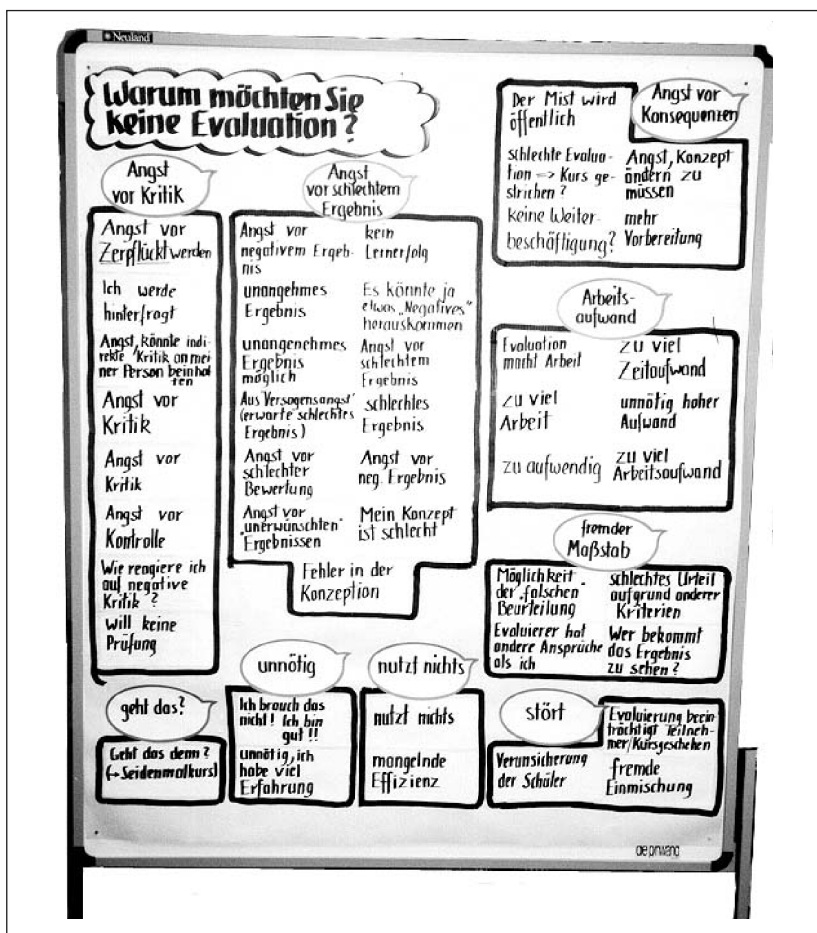 Neuland
Warum möchten Sie
keine Evaluation?
Angst
vor Kritik
Angst vor
Zerpflückt werden
Ich werde
hinterfragt
Angst, könnte indi-
rekte Kritik an mei
ner Person beinhal
ten
Angst vor
Kritik
Angst vor
Kritik
Angst vor
Kontrolle
Wie reagiere ich
auf negative
Kritik?
Will keine
Prüfung
Angst
vor schlechtem
Ergebnis
Angst vor
negativem Ergeb-
nis
kein
Lernerfolg
unangehmes
Ergebnis
Es könnte ja
etwas „Negatives"
herauskommen
unangenehmes
Ergebnis
möglich
Angst vor
schlechtem
Ergebnis
Aus „Versagensangst"
(erwarte schlechtes
Ergebnis)
schlechtes
Ergebnis
Angst vor
schlechter
Bewertung
Angst vor
neg. Ergebnis
Angst vor
„unerwünschten"
Ergebnissen
Mein Konzept
ist schlecht
Fehler in der
Konzeption
Angst vor
Konsequenzen
Der Mist wird
öffentlich
schlechte Evalua-
tion => Kurs ge-
strichen?
Angst, Konzept
ändern zu
müssen
keine Weiter-
beschäftigung?
mehr
Vorbereitung
Arbeits-
aufwand
Evaluation
macht Arbeit
zu viel
Zeitaufwand
zu viel
Arbeit
unnötig hoher
Aufwand
zu aufwendig
zu viel
Arbeitsaufwand
fremder
Maßstab
Möglichkeit
der „falschen"
Beurteilung
schlechtes Urteil
aufgrund anderer
Kriterien
Evaluierer hat
andere Ansprüche
als ich
Wer bekommt
das Ergebnis
zu sehen?
geht das?
Geht das denn?
(→Seidenmalkurs)
unnötig
Ich brauch das
nicht! Ich bin
gut!!
unnötig, ich
habe viel
Erfahrung
nutzt nichts
nutzt nichts
mangelnde
Effizienz
stört
Evaluierung beein
trächtigt Teilneh-
mer/Kursgeschehen
Verunsicherung
der Schüler
fremde
Einmischung